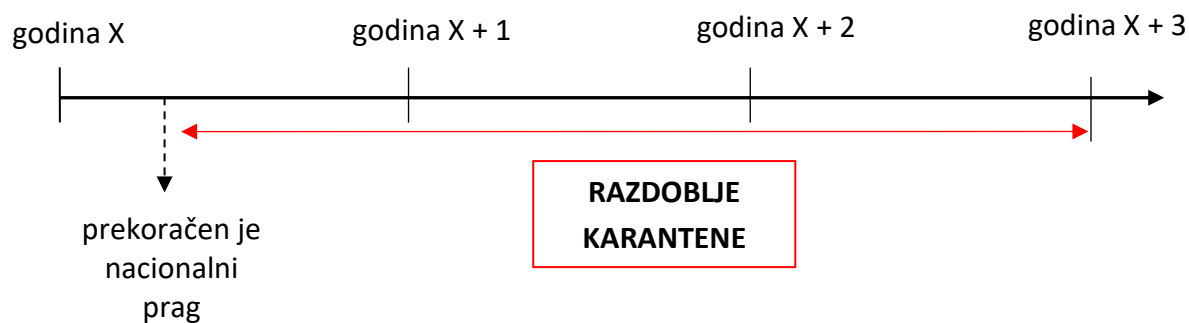 godina X
godina X + 1
godina X + 2
godina X + 3
RAZDOBLJE
KARANTENE
prekoračen je
nacionalni
prag